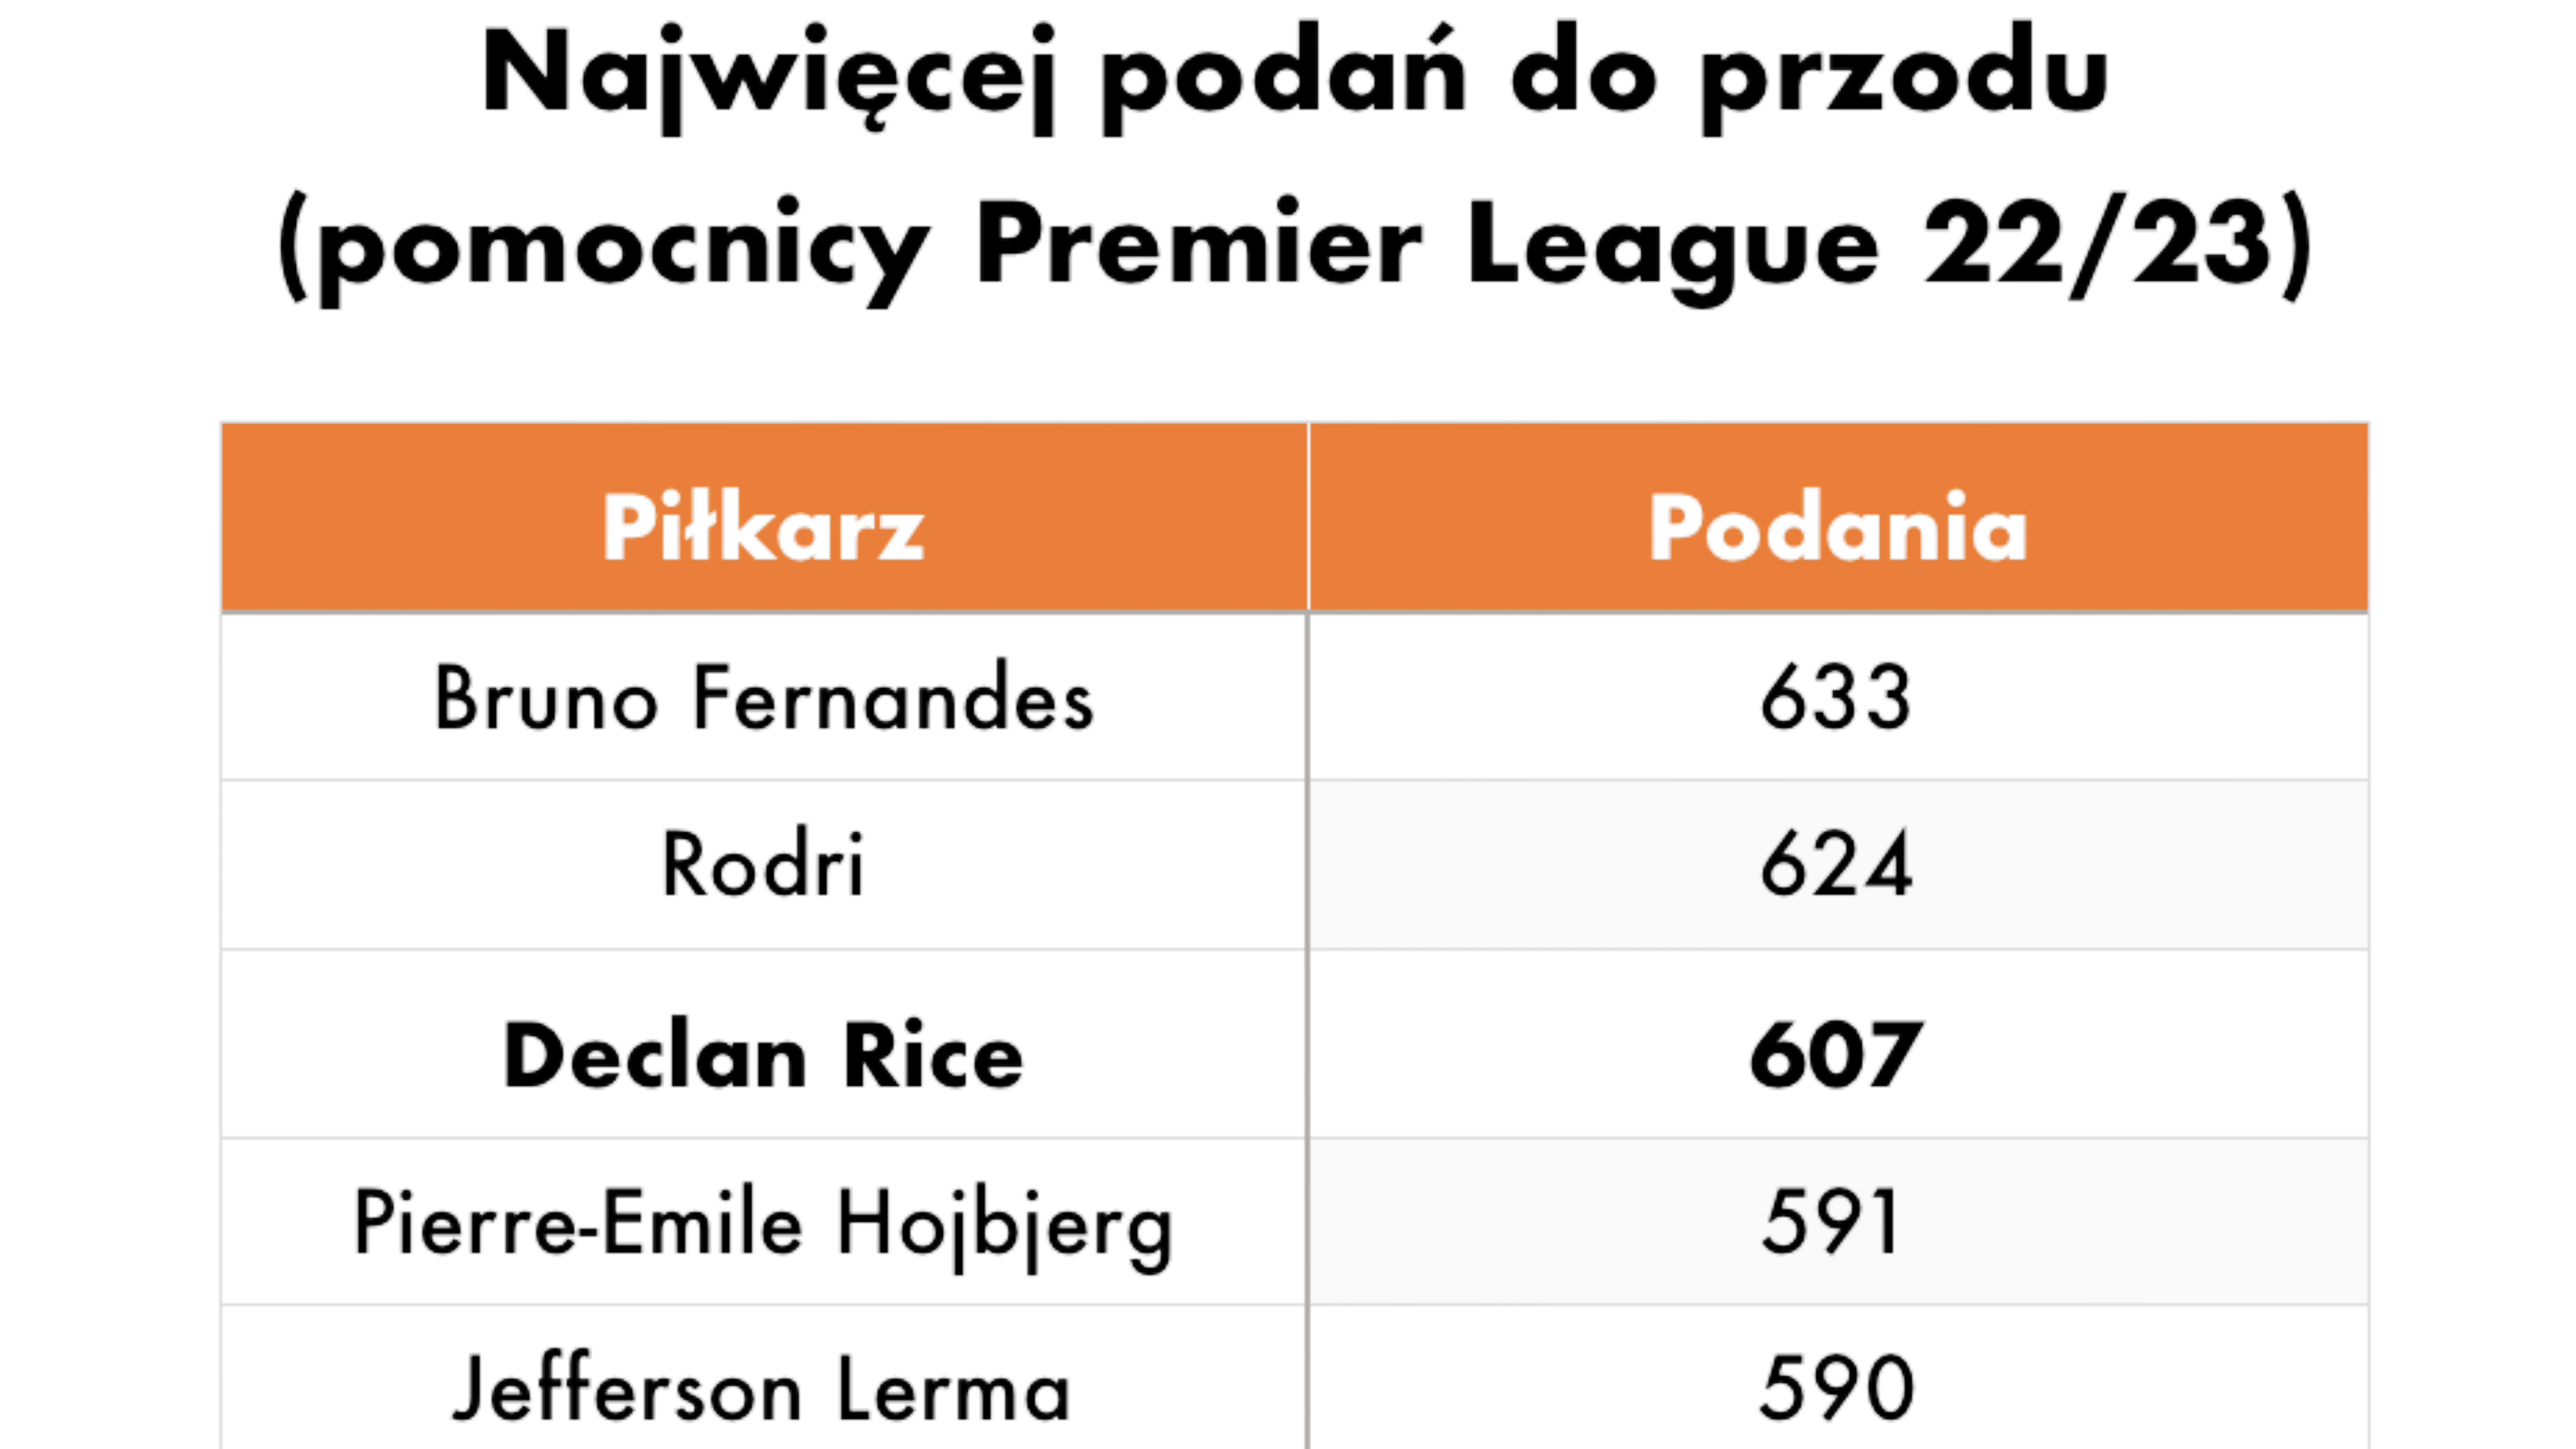 Najwięcej podań do przodu
(pomocnicy Premier League 22/23)
Piłkarz Podania
Bruno Fernandes 633
Rodri 624
Declan Rice 607
Pierre-Emile Hojbjerg 591
Jefferson Lerma 590